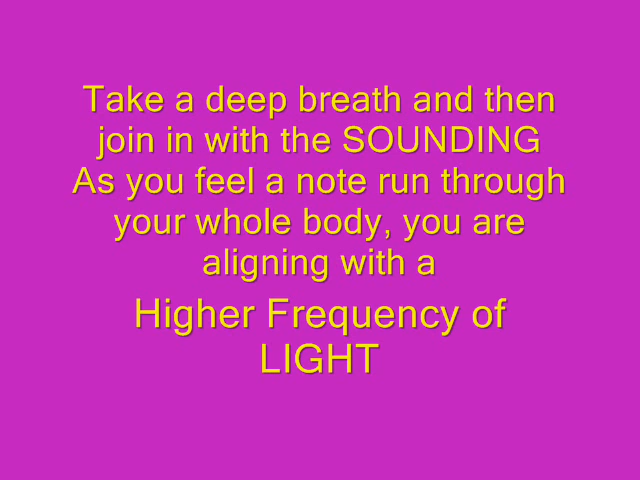 Take a deep breath and then
join in with the SOUNDING
As you feel a note run through
your whole body, you are
aligning with a
Higher Frequency of
LIGHT